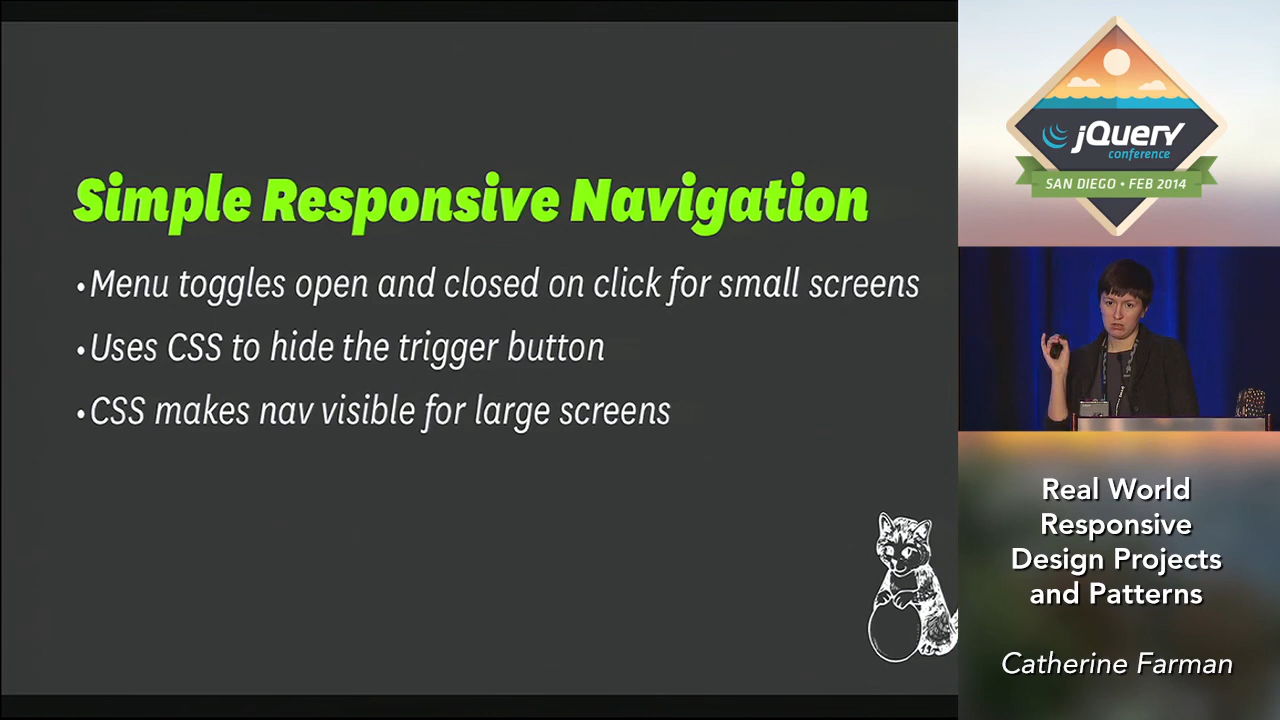 Simple Responsive Navigation
•Menu toggles open and closed on click for small screens
•Uses CSS to hide the trigger button
•CSS makes nav visible for large screens
jQuery
conference
SAN DIEGO • FEB 2014
Real World
Responsive
Design Projects
and Patterns
Catherine Farman